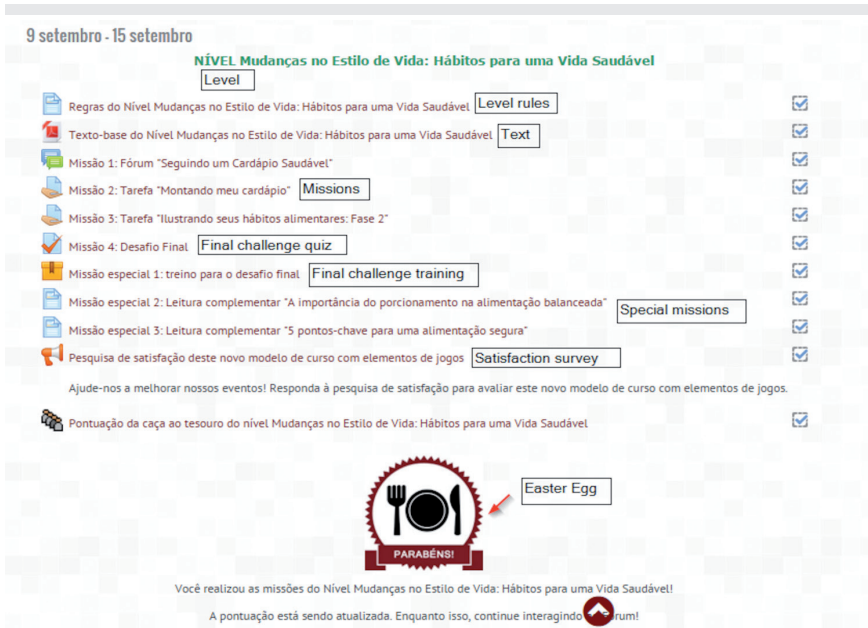 9 setembro - 15 setembro
NÍVEL Mudanças no Estilo de Vida: Hábitos para uma Vida Saudável
Level
Regras do Nível Mudanças no Estilo de Vida: Hábitos para uma Vida Saudável Level rules
Texto-base do Nível Mudanças no Estilo de Vida: Hábitos para uma Vida Saudável Text
Missão 1: Fórum "Seguindo um Cardápio Saudável"
Missão 2: Tarefa "Montando meu cardápio" Missions
Missão 3: Tarefa "Ilustrando seus hábitos alimentares: Fase 2"
Missão 4: Desafio Final Final challenge quiz
Missão especial 1: treino para o desafio final Final challenge training
Missão especial 2: Leitura complementar "A importância do porcionamento na alimentação balanceada"
Special missions
Missão especial 3: Leitura complementar "5 pontos-chave para uma alimentação segura"
Pesquisa de satisfação deste novo modelo de curso com elementos de jogos Satisfaction survey
Ajude-nos a melhorar nossos eventos! Responda à pesquisa de satisfação para avaliar este novo modelo de curso com elementos de jogos.
Pontuação da caça ao tesouro do nível Mudanças no Estilo de Vida: Hábitos para uma Vida Saudável
Easter Egg
PARABÉNS!
Você realizou as missões do Nível Mudanças no Estilo de Vida: Hábitos para uma Vida Saudável!
A pontuação está sendo atualizada. Enquanto isso, continue interagindo